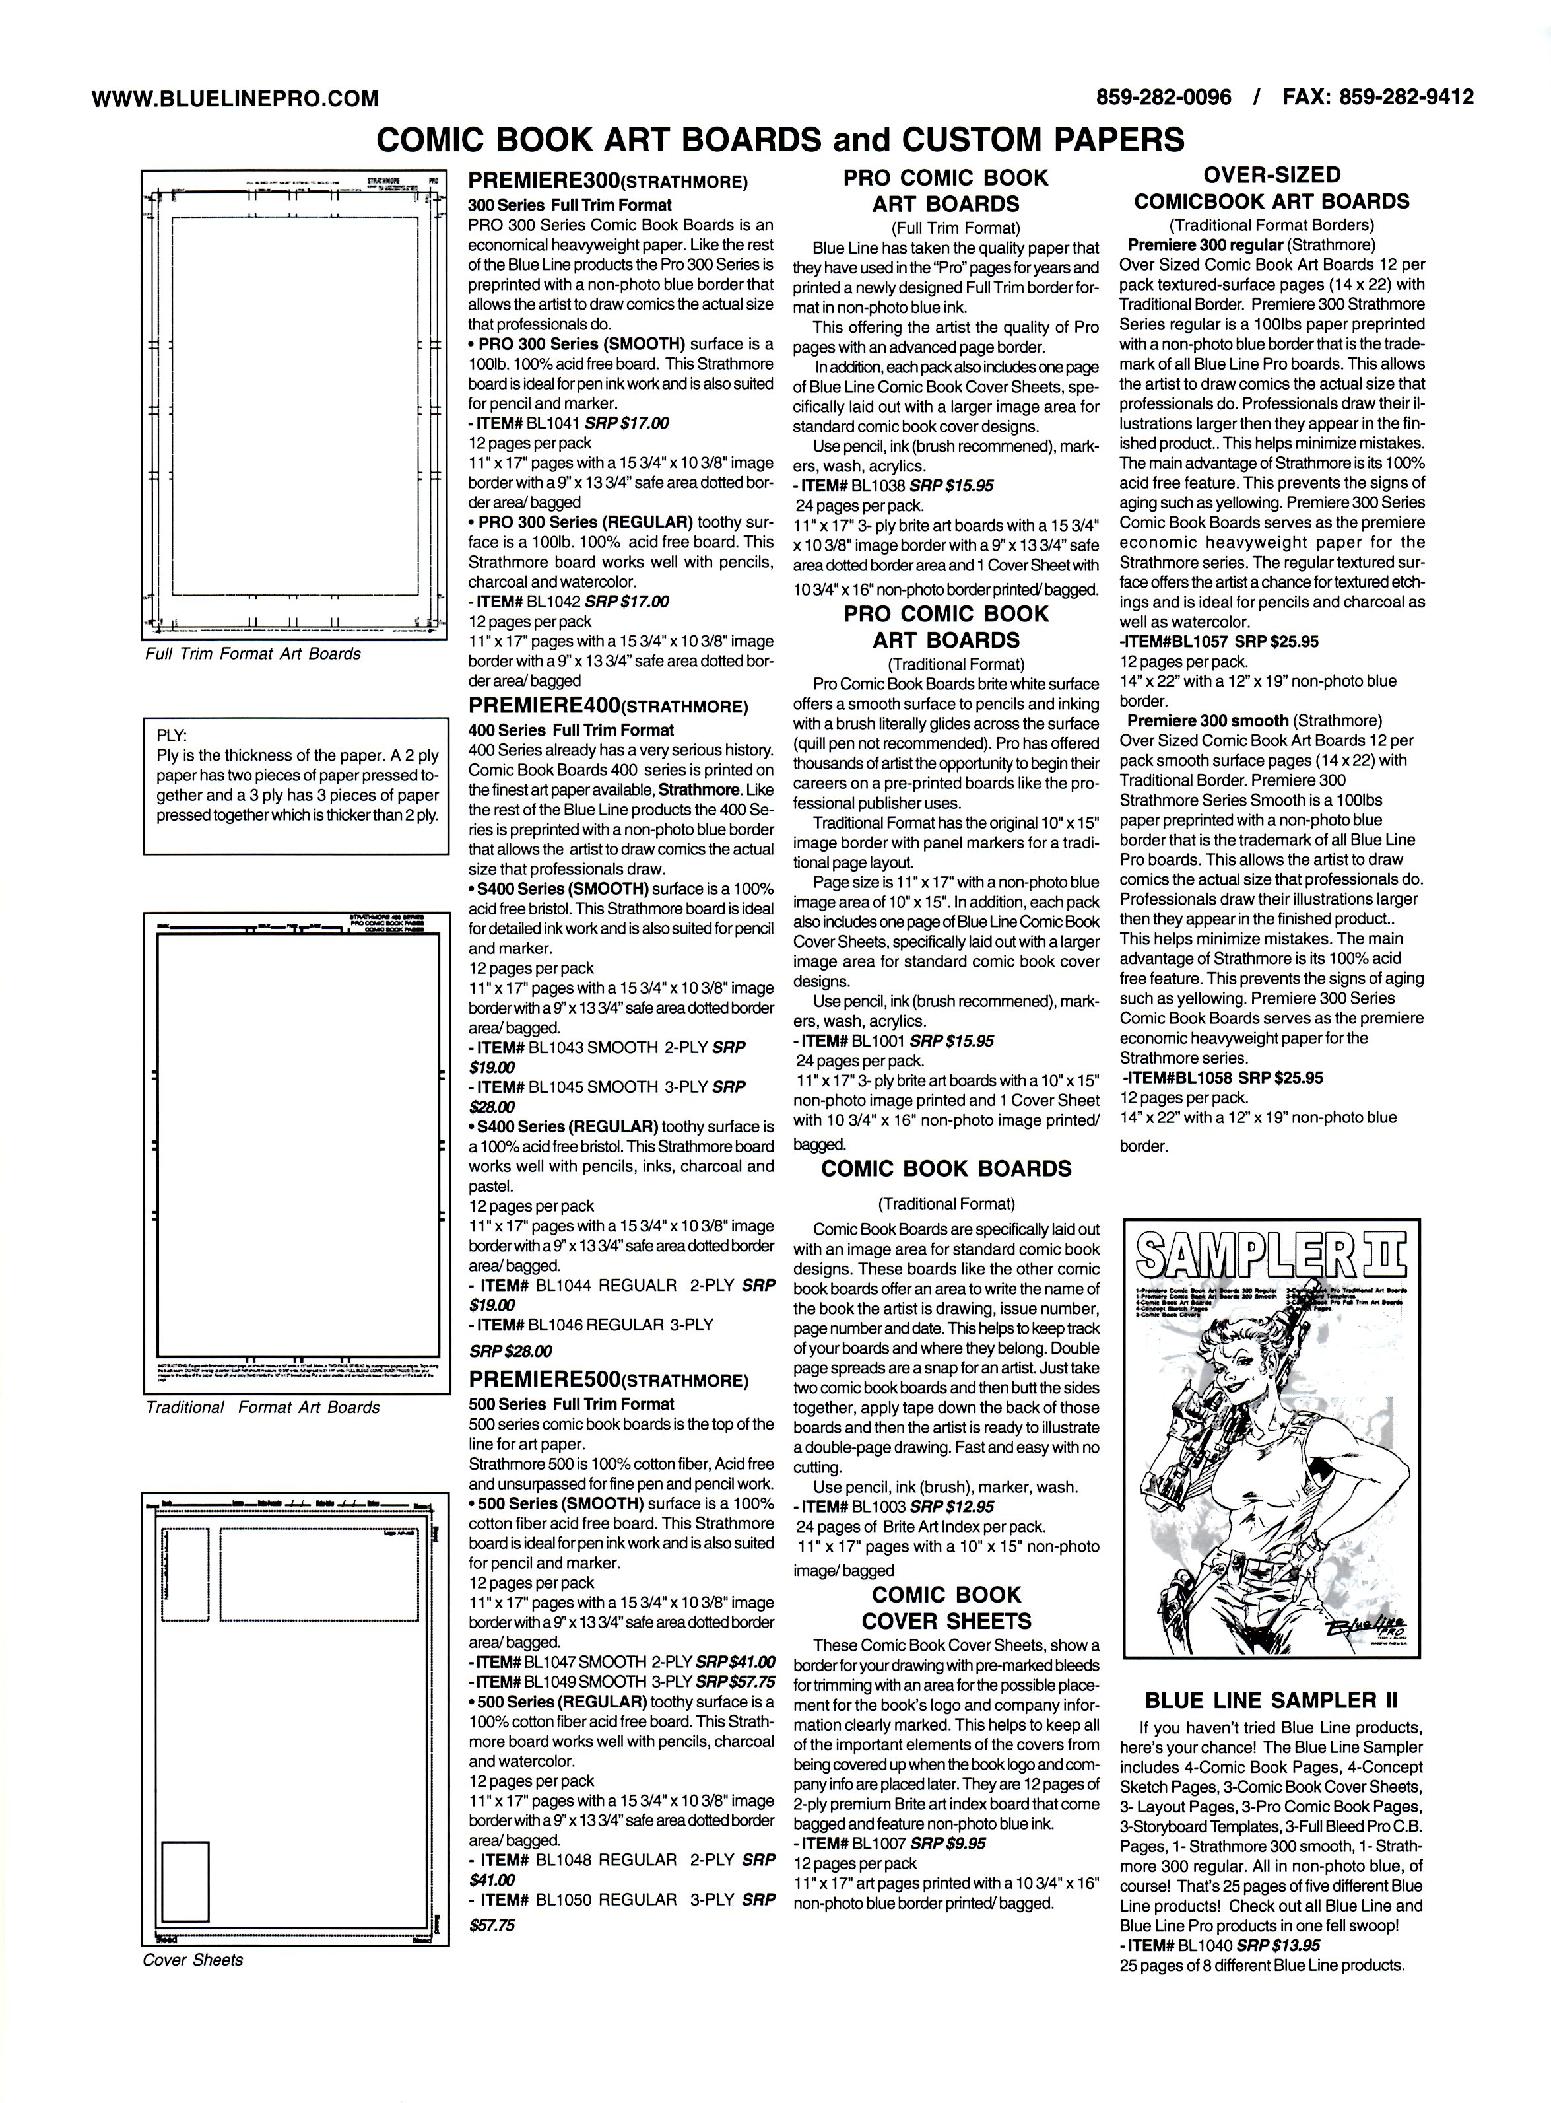 WWW.BLUELINEPRO.COM
859-282-0096 / FAX: 859-282-9412
COMIC BOOK ART BOARDS and CUSTOM PAPERS
STRATHMORE PRO
Full Trim Format Art Boards
PLY:
Ply is the thickness of the paper. A 2 ply
paper has two pieces of paper pressed to-
gether and a 3 ply has 3 pieces of paper
pressed together which is thicker than 2 ply.
STRATHMORE 400 SERIES
PRO COMIC BOOK PAGES
Traditional Format Art Boards
Cover Sheets
PREMIERE300(STRATHMORE)
300 Series Full Trim Format
PRO 300 Series Comic Book Boards is an
economical heavyweight paper. Like the rest
of the Blue Line products the Pro 300 Series is
preprinted with a non-photo blue border that
allows the artist to draw comics the actual size
that professionals do.
• PRO 300 Series (SMOOTH) surface is a
100lb. 100% acid free board. This Strathmore
board is ideal for pen ink work and is also suited
for pencil and marker.
- ITEM# BL1041 SRP $17.00
12 pages per pack
11" x 17" pages with a 15 3/4" x 10 3/8" image
border with a 9" x 13 3/4" safe area dotted bor-
der area/ bagged
• PRO 300 Series (REGULAR) toothy sur-
face is a 100lb. 100% acid free board. This
Strathmore board works well with pencils,
charcoal and watercolor.
- ITEM# BL1042 SRP $17.00
12 pages per pack
11" x 17" pages with a 15 3/4" x 10 3/8" image
border with a 9" x 13 3/4" safe area dotted bor-
der area/ bagged
PREMIERE400(STRATHMORE)
400 Series Full Trim Format
400 Series already has a very serious history.
Comic Book Boards 400 series is printed on
the finest art paper available, Strathmore. Like
the rest of the Blue Line products the 400 Se-
ries is preprinted with a non-photo blue border
that allows the artist to draw comics the actual
size that professionals draw.
• S400 Series (SMOOTH) surface is a 100%
acid free bristol. This Strathmore board is ideal
for detailed ink work and is also suited for pencil
and marker.
12 pages per pack
11" x 17" pages with a 15 3/4" x 10 3/8" image
border with a 9" x 13 3/4" safe area dotted border
area/ bagged.
- ITEM# BL1043 SMOOTH 2-PLY SRP
$19.00
- ITEM# BL1045 SMOOTH 3-PLY SRP
$28.00
• S400 Series (REGULAR) toothy surface is
a 100% acid free bristol. This Strathmore board
works well with pencils, inks, charcoal and
pastel.
12 pages per pack
11" x 17" pages with a 15 3/4" x 10 3/8" image
border with a 9" x 13 3/4" safe area dotted border
area/ bagged.
- ITEM# BL1044 REGUALR 2-PLY SRP
$19.00
- ITEM# BL1046 REGULAR 3-PLY
SRP $28.00
PREMIERE500(STRATHMORE)
500 Series Full Trim Format
500 series comic book boards is the top of the
line for art paper.
Strathmore 500 is 100% cotton fiber, Acid free
and unsurpassed for fine pen and pencil work.
• 500 Series (SMOOTH) surface is a 100%
cotton fiber acid free board. This Strathmore
board is ideal for pen ink work and is also suited
for pencil and marker.
12 pages per pack
11" x 17" pages with a 15 3/4" x 10 3/8" image
border with a 9" x 13 3/4" safe area dotted border
area/ bagged.
- ITEM# BL1047 SMOOTH 2-PLY SRP $41.00
- ITEM# BL1049 SMOOTH 3-PLY SRP $57.75
• 500 Series (REGULAR) toothy surface is a
100% cotton fiber acid free board. This Strath-
more board works well with pencils, charcoal
and watercolor.
12 pages per pack
11" x 17" pages with a 15 3/4" x 10 3/8" image
border with a 9" x 13 3/4" safe area dotted border
area/ bagged.
- ITEM# BL1048 REGULAR 2-PLY SRP
$41.00
- ITEM# BL1050 REGULAR 3-PLY SRP
$57.75
PRO COMIC BOOK
ART BOARDS
(Full Trim Format)
Blue Line has taken the quality paper that
they have used in the "Pro" pages for years and
printed a newly designed Full Trim border for-
mat in non-photo blue ink.
This offering the artist the quality of Pro
pages with an advanced page border.
In addition, each pack also includes one page
of Blue Line Comic Book Cover Sheets, spe-
cifically laid out with a larger image area for
standard comic book cover designs.
Use pencil, ink (brush recommened), mark-
ers, wash, acrylics.
- ITEM# BL1038 SRP $15.95
24 pages per pack.
11" x 17" 3- ply brite art boards with a 15 3/4"
x 10 3/8" image border with a 9" x 13 3/4" safe
area dotted border area and 1 Cover Sheet with
10 3/4" x 16" non-photo border printed/ bagged.
PRO COMIC BOOK
ART BOARDS
(Traditional Format)
Pro Comic Book Boards brite white surface
offers a smooth surface to pencils and inking
with a brush literally glides across the surface
(quill pen not recommended). Pro has offered
thousands of artist the opportunity to begin their
careers on a pre-printed boards like the pro-
fessional publisher uses.
Traditional Format has the original 10" x 15"
image border with panel markers for a tradi-
tional page layout.
Page size is 11" x 17" with a non-photo blue
image area of 10" x 15". In addition, each pack
also includes one page of Blue Line Comic Book
Cover Sheets, specifically laid out with a larger
image area for standard comic book cover
designs.
Use pencil, ink (brush recommened), mark-
ers, wash, acrylics.
- ITEM# BL1001 SRP $15.95
24 pages per pack.
11" x 17" 3- ply brite art boards with a 10" x 15"
non-photo image printed and 1 Cover Sheet
with 10 3/4" x 16" non-photo image printed/
bagged.
COMIC BOOK BOARDS
(Traditional Format)
Comic Book Boards are specifically laid out
with an image area for standard comic book
designs. These boards like the other comic
book boards offer an area to write the name of
the book the artist is drawing, issue number,
page number and date. This helps to keep track
of your boards and where they belong. Double
page spreads are a snap for an artist. Just take
two comic book boards and then butt the sides
together, apply tape down the back of those
boards and then the artist is ready to illustrate
a double-page drawing. Fast and easy with no
cutting.
Use pencil, ink (brush), marker, wash.
- ITEM# BL1003 SRP $12.95
24 pages of Brite Art Index per pack.
11" x 17" pages with a 10" x 15" non-photo
image/ bagged
COMIC BOOK
COVER SHEETS
These Comic Book Cover Sheets, show a
border for your drawing with pre-marked bleeds
for trimming with an area for the possible place-
ment for the book's logo and company infor-
mation clearly marked. This helps to keep all
of the important elements of the covers from
being covered up when the book logo and com-
pany info are placed later. They are 12 pages of
2-ply premium Brite art index board that come
bagged and feature non-photo blue ink.
- ITEM# BL1007 SRP $9.95
12 pages per pack
11" x 17" art pages printed with a 10 3/4" x 16"
non-photo blue border printed/ bagged.
OVER-SIZED
COMICBOOK ART BOARDS
(Traditional Format Borders)
Premiere 300 regular (Strathmore)
Over Sized Comic Book Art Boards 12 per
pack textured-surface pages (14 x 22) with
Traditional Border. Premiere 300 Strathmore
Series regular is a 100lbs paper preprinted
with a non-photo blue border that is the trade-
mark of all Blue Line Pro boards. This allows
the artist to draw comics the actual size that
professionals do. Professionals draw their il-
lustrations larger then they appear in the fin-
ished product.. This helps minimize mistakes.
The main advantage of Strathmore is its 100%
acid free feature. This prevents the signs of
aging such as yellowing. Premiere 300 Series
Comic Book Boards serves as the premiere
economic heavyweight paper for the
Strathmore series. The regular textured sur-
face offers the artist a chance for textured etch-
ings and is ideal for pencils and charcoal as
well as watercolor.
-ITEM#BL1057 SRP $25.95
12 pages per pack.
14" x 22" with a 12" x 19" non-photo blue
border.
Premiere 300 smooth (Strathmore)
Over Sized Comic Book Art Boards 12 per
pack smooth surface pages (14 x 22) with
Traditional Border. Premiere 300
Strathmore Series Smooth is a 100lbs
paper preprinted with a non-photo blue
border that is the trademark of all Blue Line
Pro boards. This allows the artist to draw
comics the actual size that professionals do.
Professionals draw their illustrations larger
then they appear in the finished product..
This helps minimize mistakes. The main
advantage of Strathmore is its 100% acid
free feature. This prevents the signs of aging
such as yellowing. Premiere 300 Series
Comic Book Boards serves as the premiere
economic heavyweight paper for the
Strathmore series.
-ITEM#BL1058 SRP $25.95
12 pages per pack.
14" x 22" with a 12" x 19" non-photo blue
border.
SAMPLER II
Blue Line
PRO
BLUE LINE SAMPLER II
If you haven't tried Blue Line products,
here's your chance! The Blue Line Sampler
includes 4-Comic Book Pages, 4-Concept
Sketch Pages, 3-Comic Book Cover Sheets,
3- Layout Pages, 3-Pro Comic Book Pages,
3-Storyboard Templates, 3-Full Bleed Pro C.B.
Pages, 1- Strathmore 300 smooth, 1- Strath-
more 300 regular. All in non-photo blue, of
course! That's 25 pages of five different Blue
Line products! Check out all Blue Line and
Blue Line Pro products in one fell swoop!
- ITEM# BL1040 SRP $13.95
25 pages of 8 different Blue Line products.